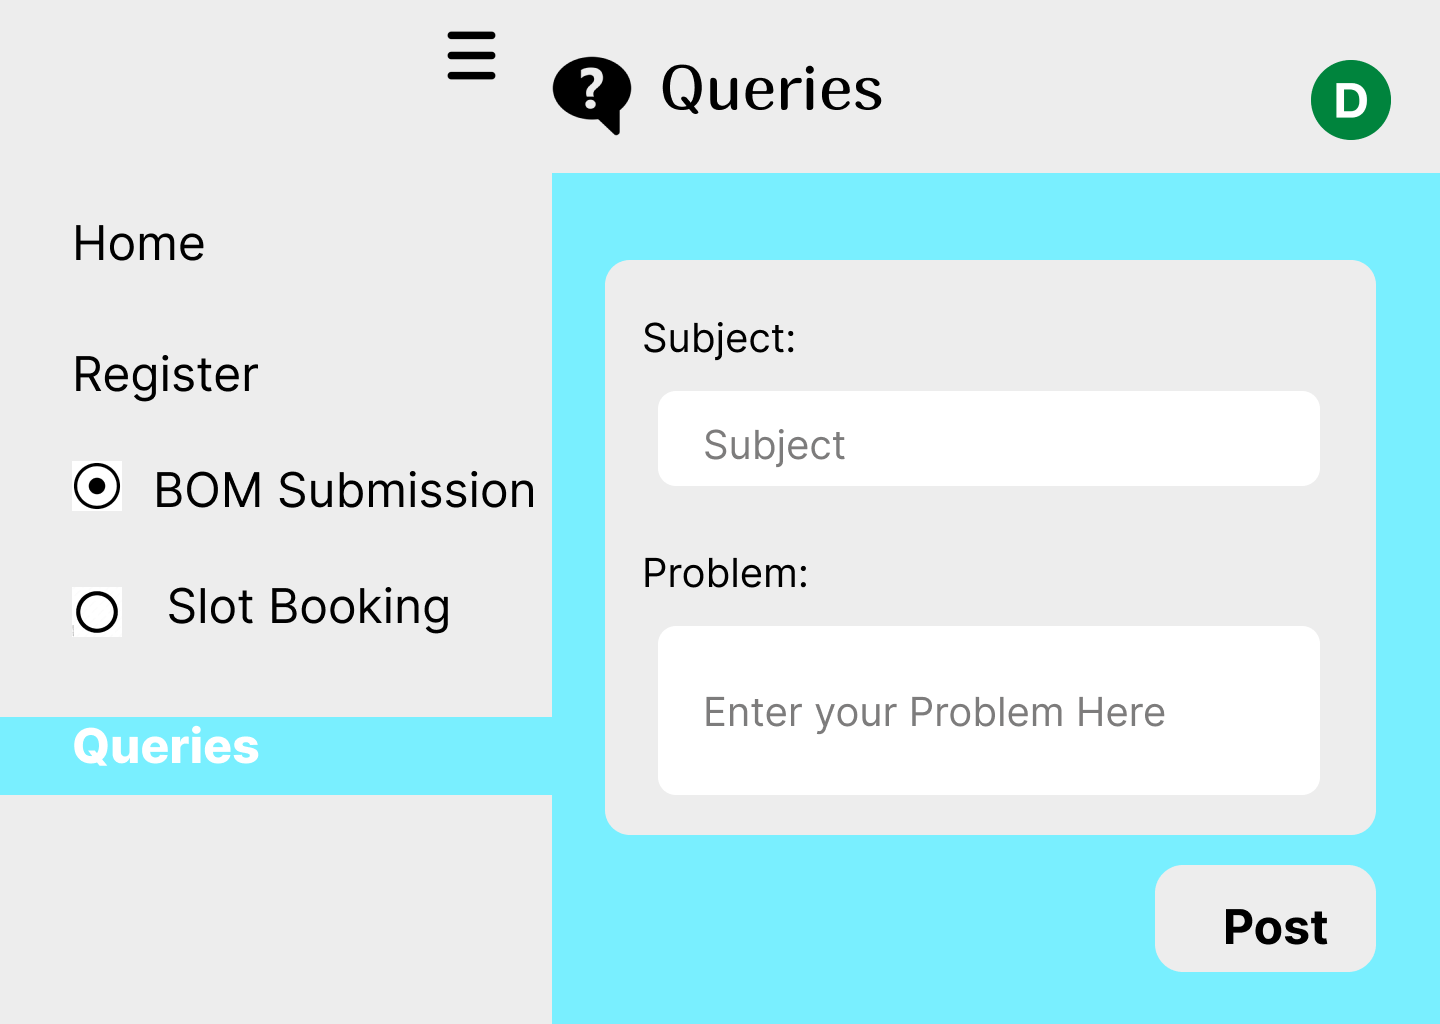 ? Queries
D
Home
Register
BOM Submission
Slot Booking
Queries
Subject:
Subject
Problem:
Enter your Problem Here
Post